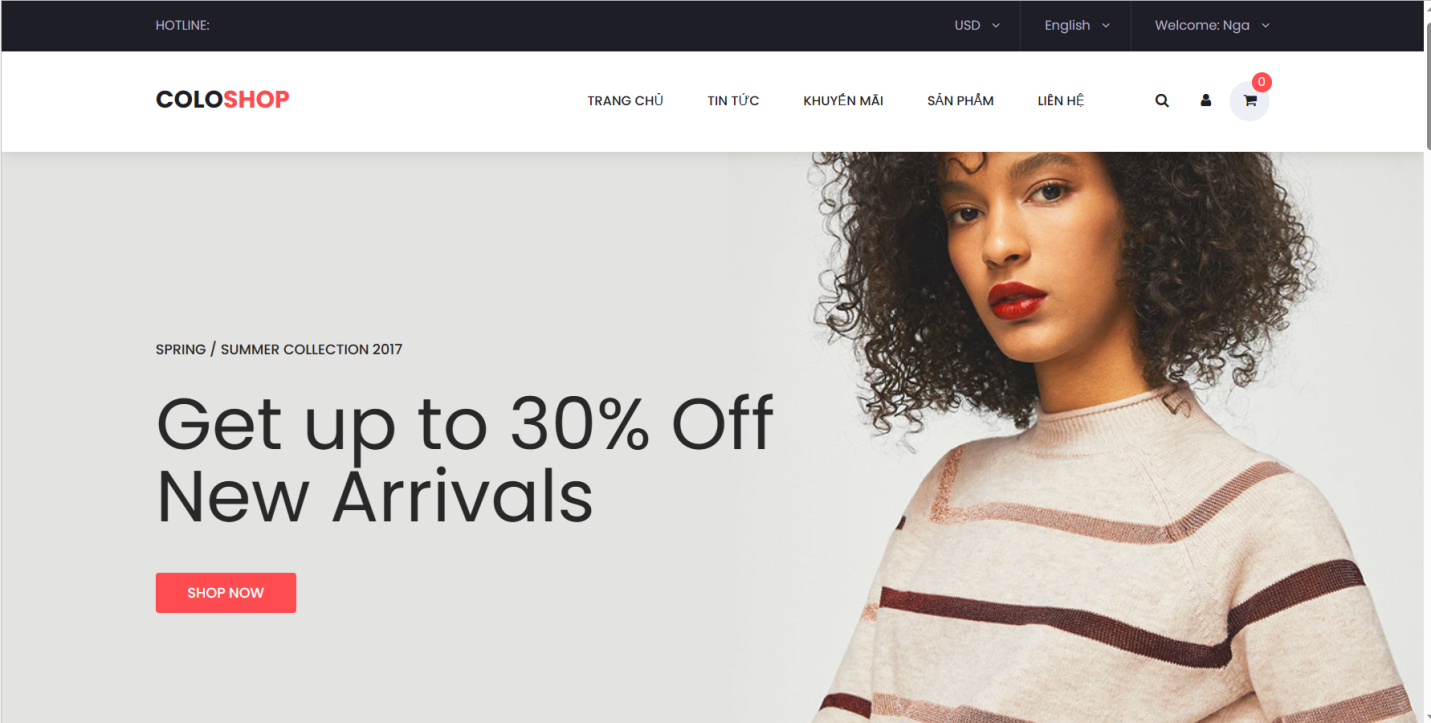 HOTLINE: USD English Welcome: Nga
COLOSHOP TRANG CHỦ TIN TỨC KHUYẾN MÃI SẢN PHẨM LIÊN HỆ 0
SPRING / SUMMER COLLECTION 2017
Get up to 30% Off
New Arrivals
SHOP NOW